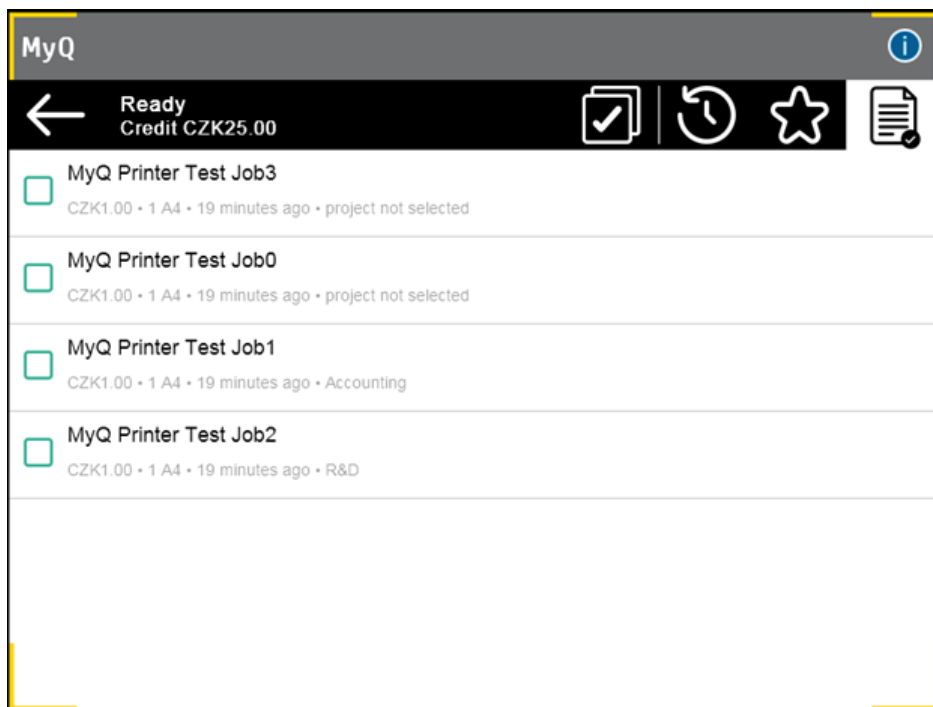 MyQ
Ready
Credit CZK25.00
MyQ Printer Test Job3
CZK1.00 • 1 A4 • 19 minutes ago • project not selected
MyQ Printer Test Job0
CZK1.00 • 1 A4 • 19 minutes ago • project not selected
MyQ Printer Test Job1
CZK1.00 • 1 A4 • 19 minutes ago • Accounting
MyQ Printer Test Job2
CZK1.00 • 1 A4 • 19 minutes ago • R&D